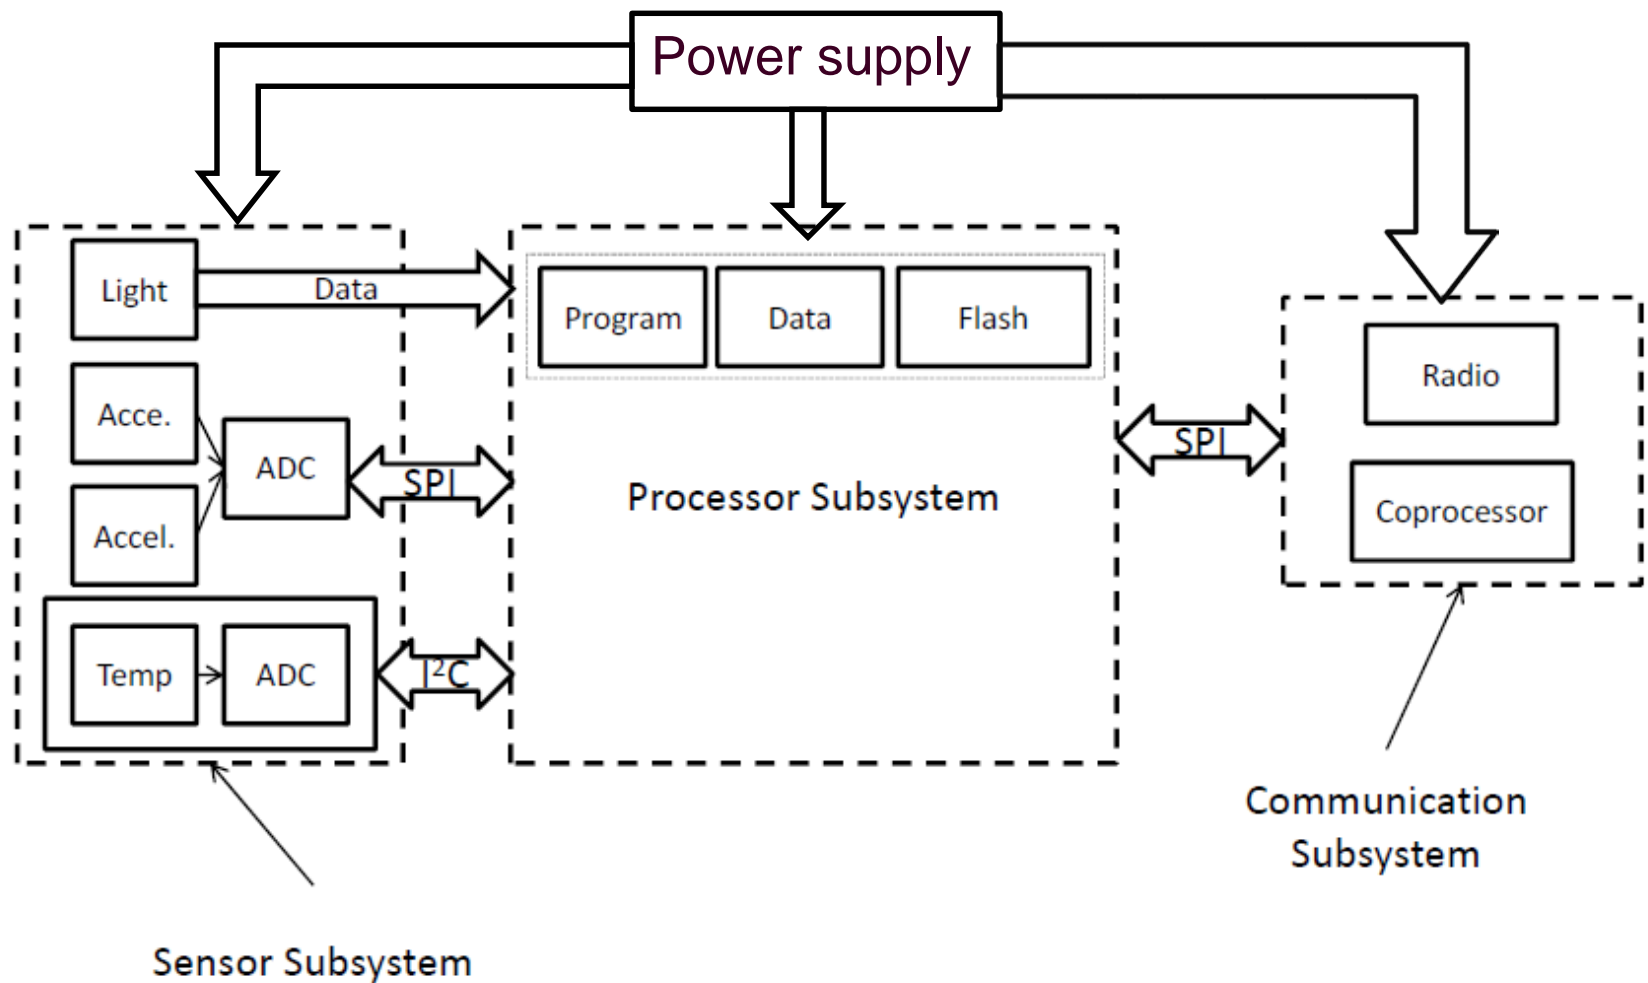 Power supply
Light
Data
Program
Data
Flash
Radio
Acce.
ADC
SPI
SPI
Processor Subsystem
Coprocessor
Accel.
Temp
ADC
I²C
Communication
Subsystem
Sensor Subsystem